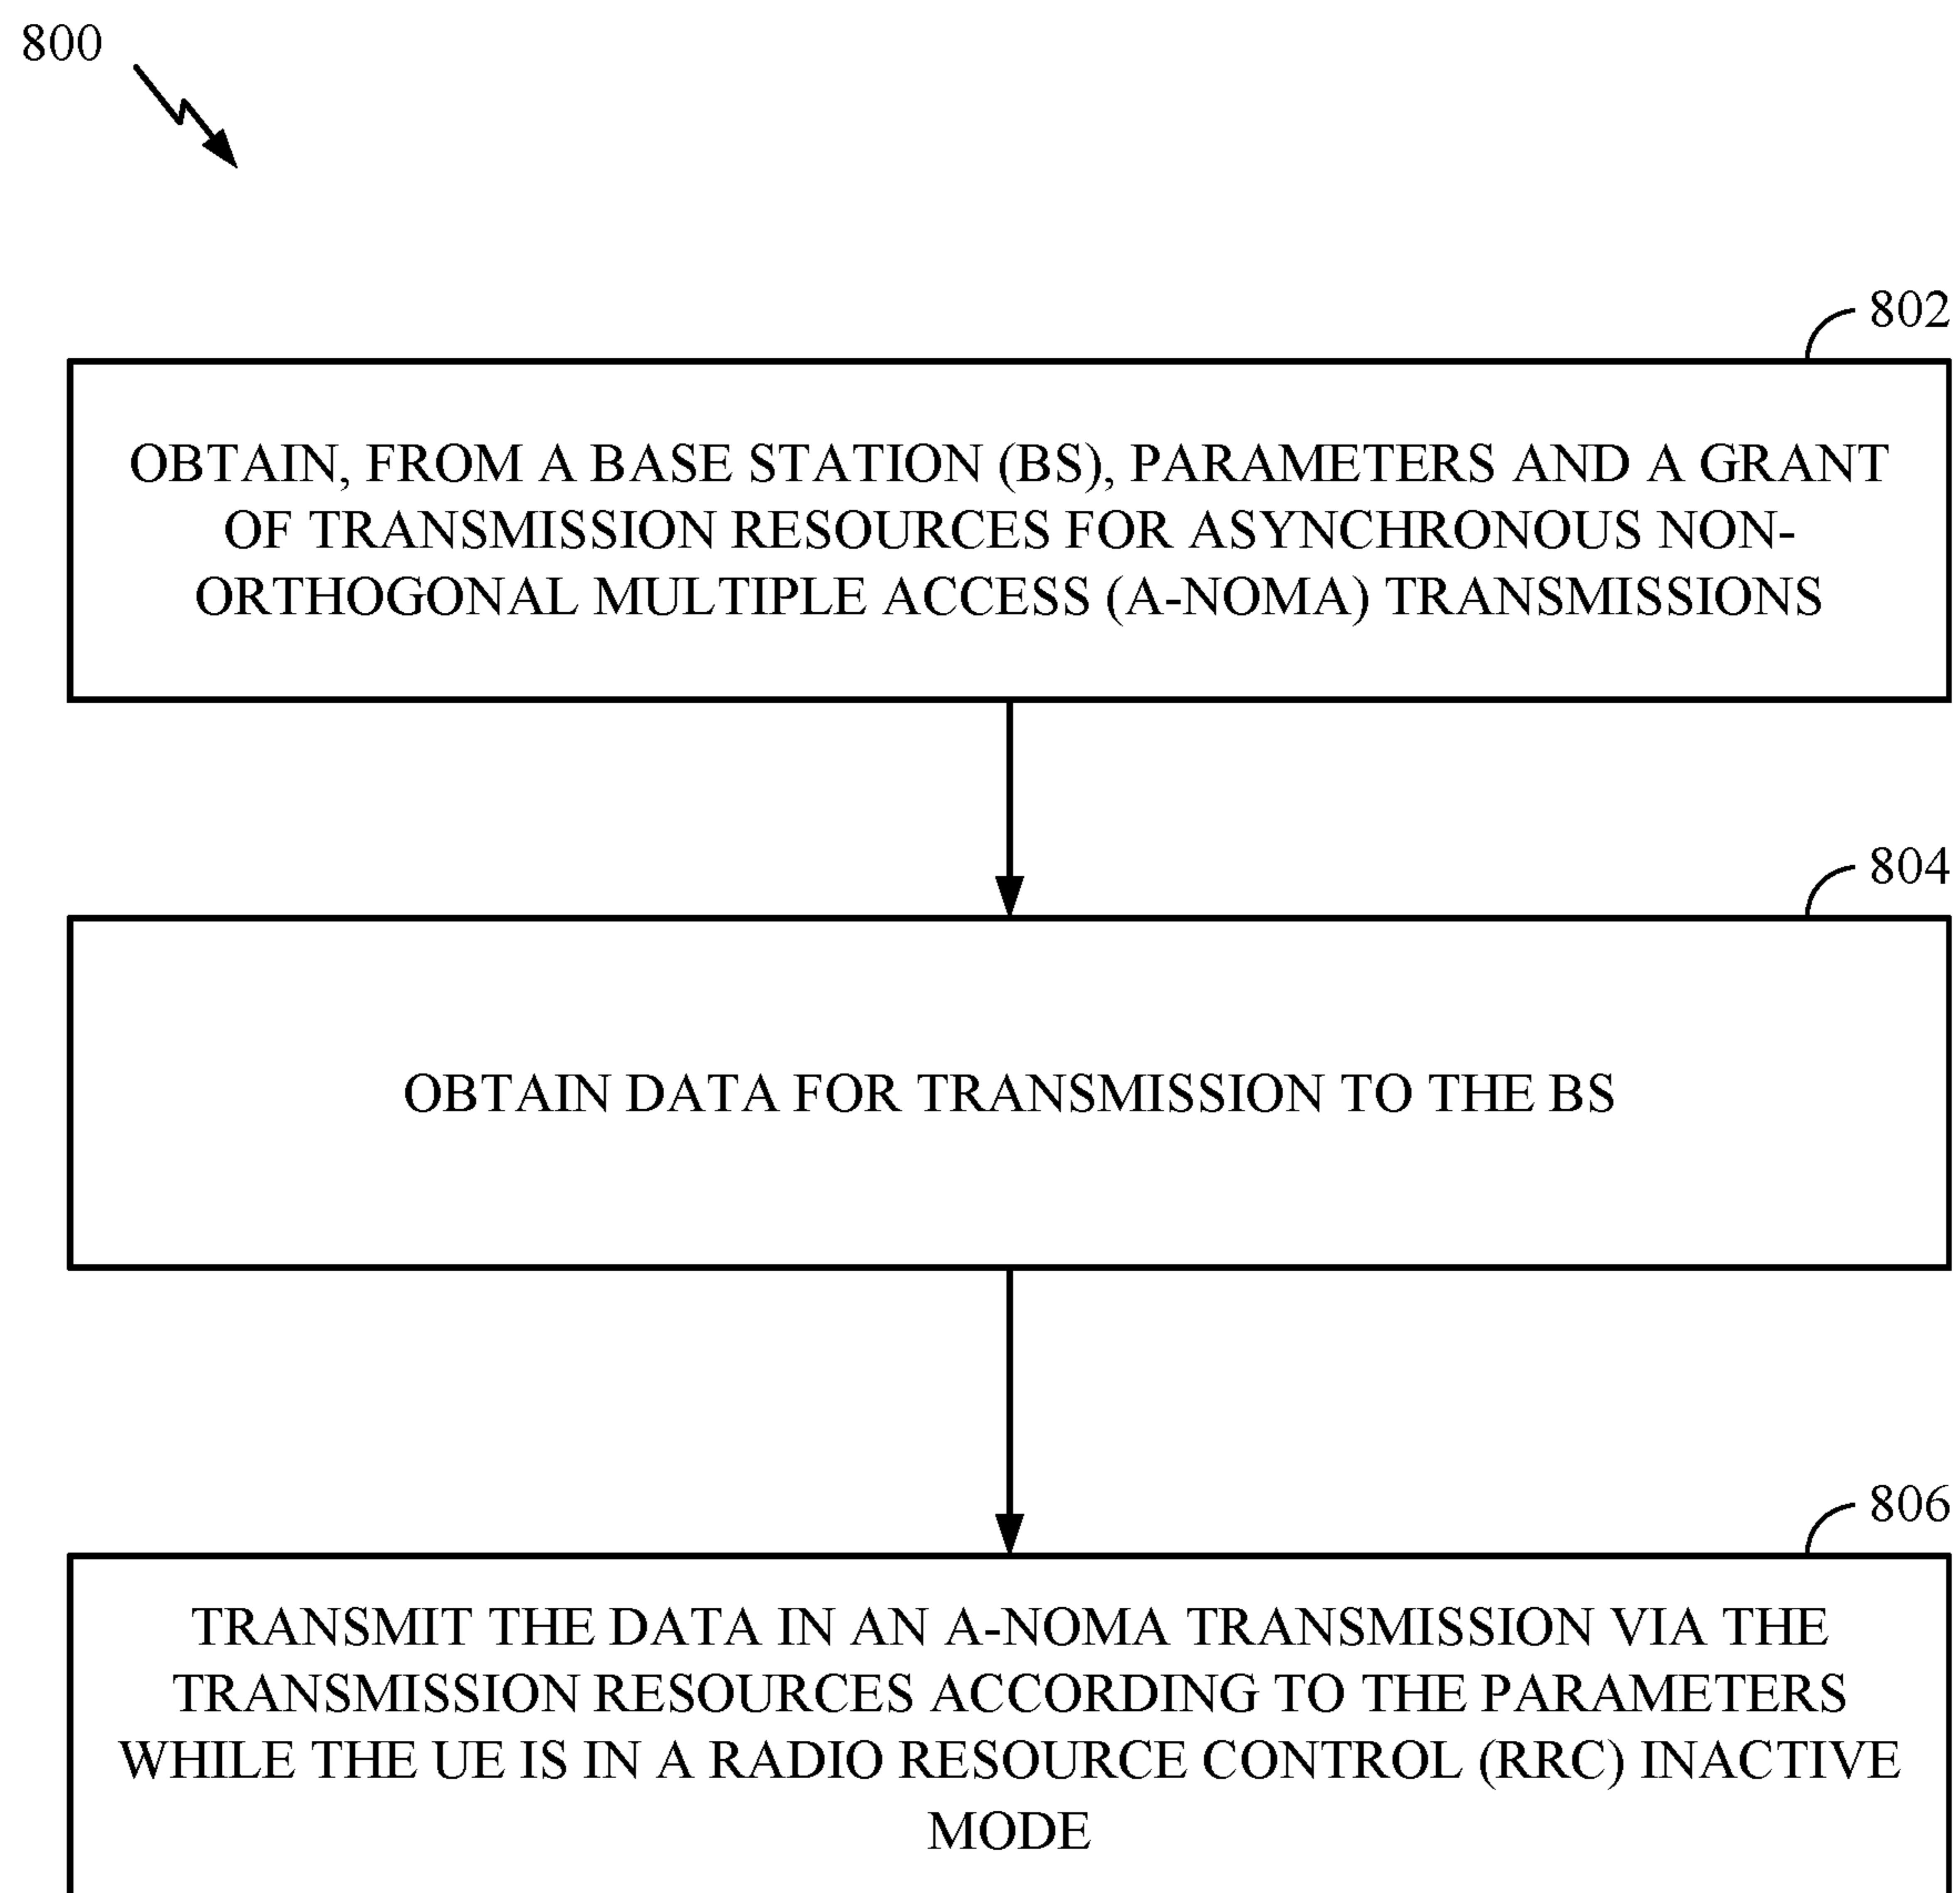 800
802
OBTAIN, FROM A BASE STATION (BS), PARAMETERS AND A GRANT
OF TRANSMISSION RESOURCES FOR ASYNCHRONOUS NON-
ORTHOGONAL MULTIPLE ACCESS (A-NOMA) TRANSMISSIONS
804
OBTAIN DATA FOR TRANSMISSION TO THE BS
806
TRANSMIT THE DATA IN AN A-NOMA TRANSMISSION VIA THE
TRANSMISSION RESOURCES ACCORDING TO THE PARAMETERS
WHILE THE UE IS IN A RADIO RESOURCE CONTROL (RRC) INACTIVE
MODE